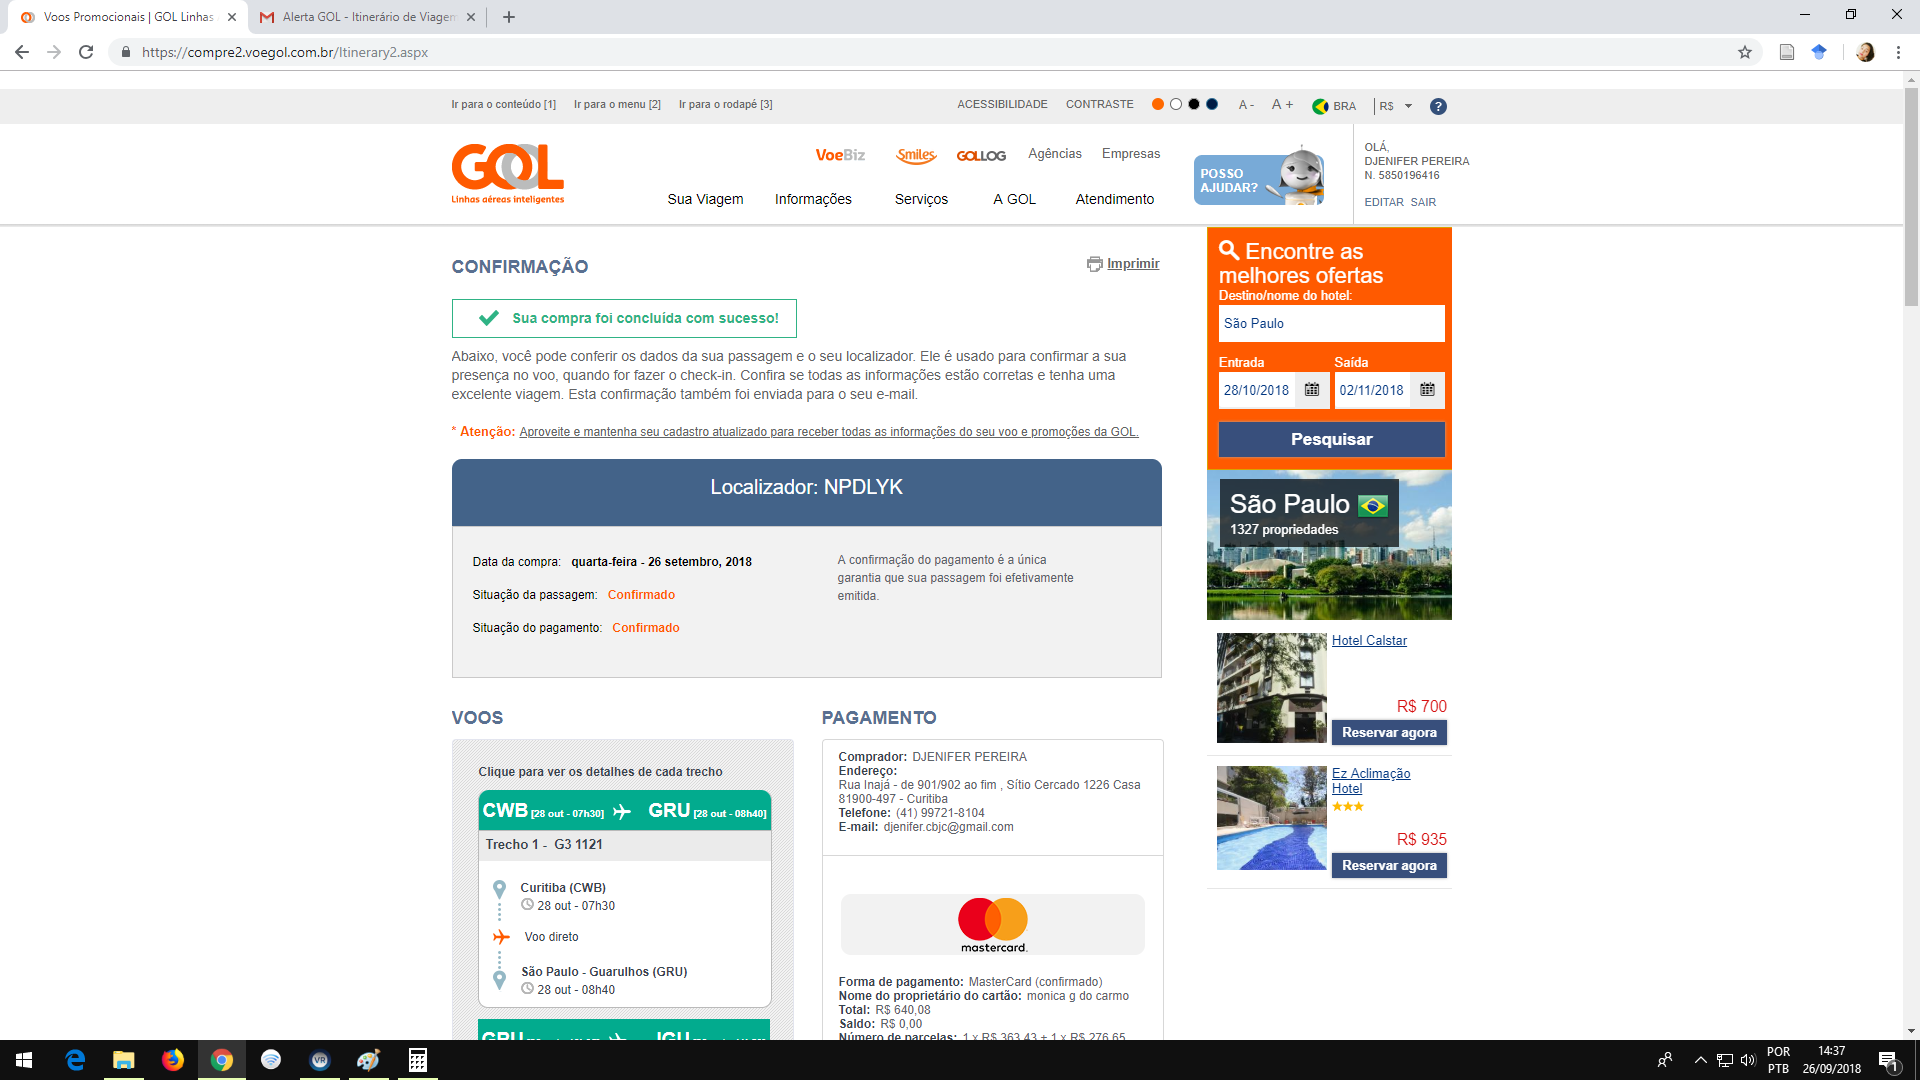 Voos Promocionais | GOL Linhas
Alerta GOL - Itinerário de Viagem
https://compre2.voegol.com.br/Itinerary2.aspx
Ir para o conteúdo [1] Ir para o menu [2] Ir para o rodapé [3]
ACESSIBILIDADE CONTRASTE A - A + BRA R$ ?
GOL
Linhas aéreas inteligentes
VoeBiz Smiles GOLLOG Agências Empresas
Sua Viagem Informações Serviços A GOL Atendimento
POSSO
AJUDAR?
OLÁ,
DJENIFER PEREIRA
N. 5850196416
EDITAR SAIR
CONFIRMAÇÃO
Imprimir
Sua compra foi concluída com sucesso!
Abaixo, você pode conferir os dados da sua passagem e o seu localizador. Ele é usado para confirmar a sua
presença no voo, quando for fazer o check-in. Confira se todas as informações estão corretas e tenha uma
excelente viagem. Esta confirmação também foi enviada para o seu e-mail.
* Atenção: Aproveite e mantenha seu cadastro atualizado para receber todas as informações do seu voo e promoções da GOL.
Localizador: NPDLYK
Data da compra: quarta-feira - 26 setembro, 2018
Situação da passagem: Confirmado
Situação do pagamento: Confirmado
A confirmação do pagamento é a única
garantia que sua passagem foi efetivamente
emitida.
VOOS
Clique para ver os detalhes de cada trecho
CWB [28 out - 07h30] GRU [28 out - 08h40]
Trecho 1 - G3 1121
Curitiba (CWB)
28 out - 07h30
Voo direto
São Paulo - Guarulhos (GRU)
28 out - 08h40
PAGAMENTO
Comprador: DJENIFER PEREIRA
Endereço:
Rua Inajá - de 901/902 ao fim , Sítio Cercado 1226 Casa
81900-497 - Curitiba
Telefone: (41) 99721-8104
E-mail: djenifer.cbjc@gmail.com
mastercard.
Forma de pagamento: MasterCard (confirmado)
Nome do proprietário do cartão: monica g do carmo
Total: R$ 640,08
Saldo: R$ 0,00
Número de parcelas: 1 x R$ 363,43 + 1 x R$ 276,65
Encontre as
melhores ofertas
Destino/nome do hotel:
São Paulo
Entrada Saída
28/10/2018 02/11/2018
Pesquisar
São Paulo
1327 propriedades
Hotel Calstar
R$ 700
Reservar agora
Ez Aclimação
Hotel
R$ 935
Reservar agora
VR
POR
PTB
14:37
26/09/2018
1